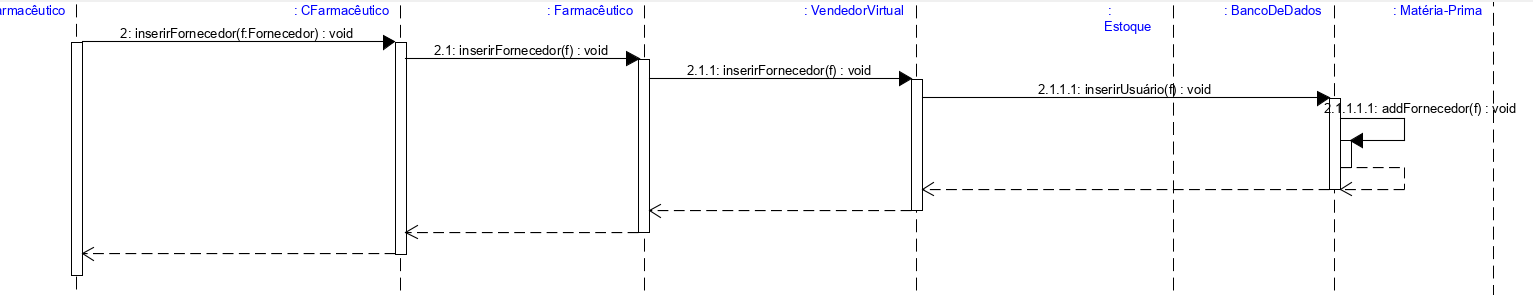 armacêutico
: CFarmacêutico
: Farmacêutico
: VendedorVirtual
:
Estoque
: BancoDeDados
: Matéria-Prima
2: inserirFornecedor(f:Fornecedor) : void
2.1: inserirFornecedor(f) : void
2.1.1: inserirFornecedor(f) : void
2.1.1.1: inserirUsuário(f) : void
2.1.1.1.1: addFornecedor(f) : void